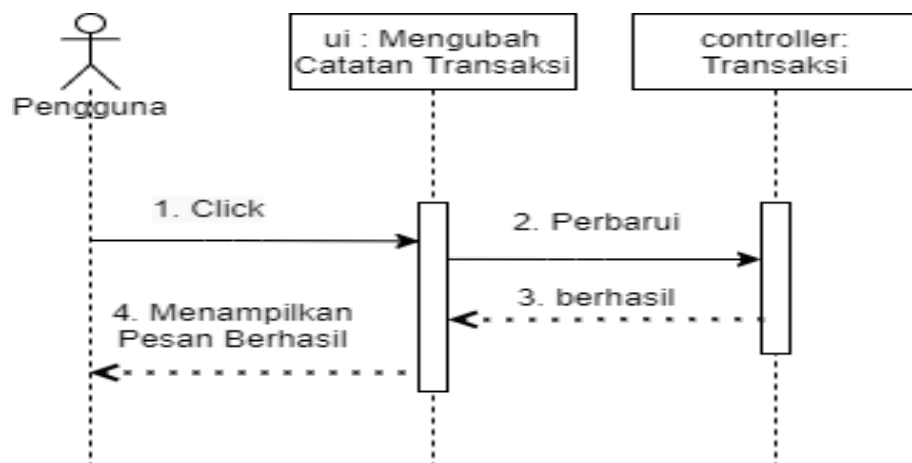 ui : Mengubah
Catatan Transaksi
controller:
Transaksi
Pengguna
1. Click
2. Perbarui
3. berhasil
4. Menampilkan
Pesan Berhasil